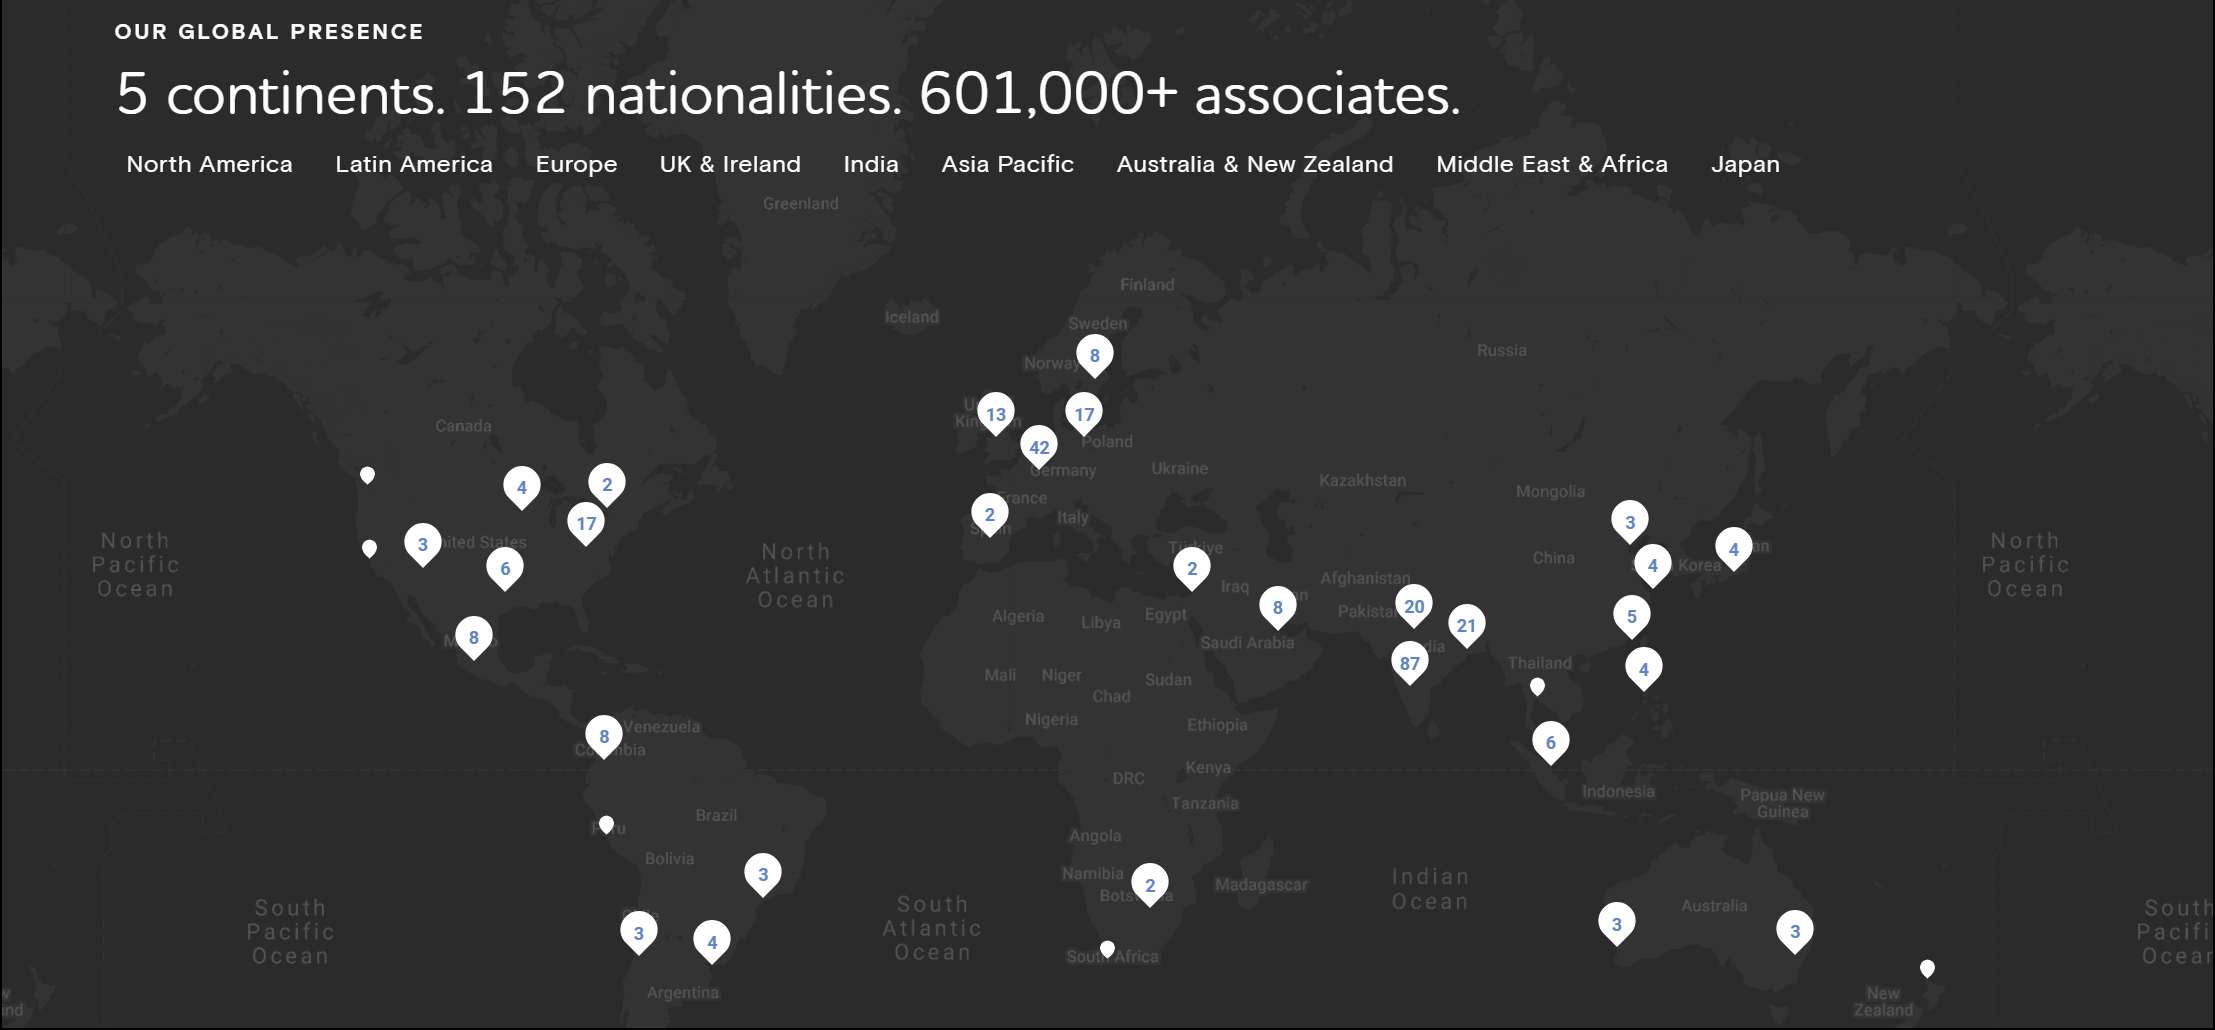 OUR GLOBAL PRESENCE
5 continents. 152 nationalities. 601,000+ associates.
North America Latin America Europe UK & Ireland India Asia Pacific Australia & New Zealand Middle East & Africa Japan
Greenland
Finland
Iceland
Sweden
Russia
8
Norway
13
17
Canada
42
Poland
Germany
Ukraine
Kazakhstan
4
2
Mongolia
France
2
17
3
Italy
3
United States
North
Pacific
Ocean
North
Atlantic
Ocean
Türkiye
4
China
North
Pacific
Ocean
6
2
4
Korea
Afghanistan
Iraq
8
20
Pakistan
Algeria
Libya
Egypt
5
21
8
Saudi Arabia
87
Thailand
4
Mali
Niger
Sudan
Chad
Nigeria
Ethiopia
Venezuela
8
6
DRC
Kenya
Tanzania
Indonesia
Papua New
Guinea
Brazil
Angola
Bolivia
3
Namibia
2
Madagascar
Indian
Ocean
Australia
South
Pacific
Ocean
South
Atlantic
Ocean
3
4
3
3
South Africa
Argentina
New
Zealand
South